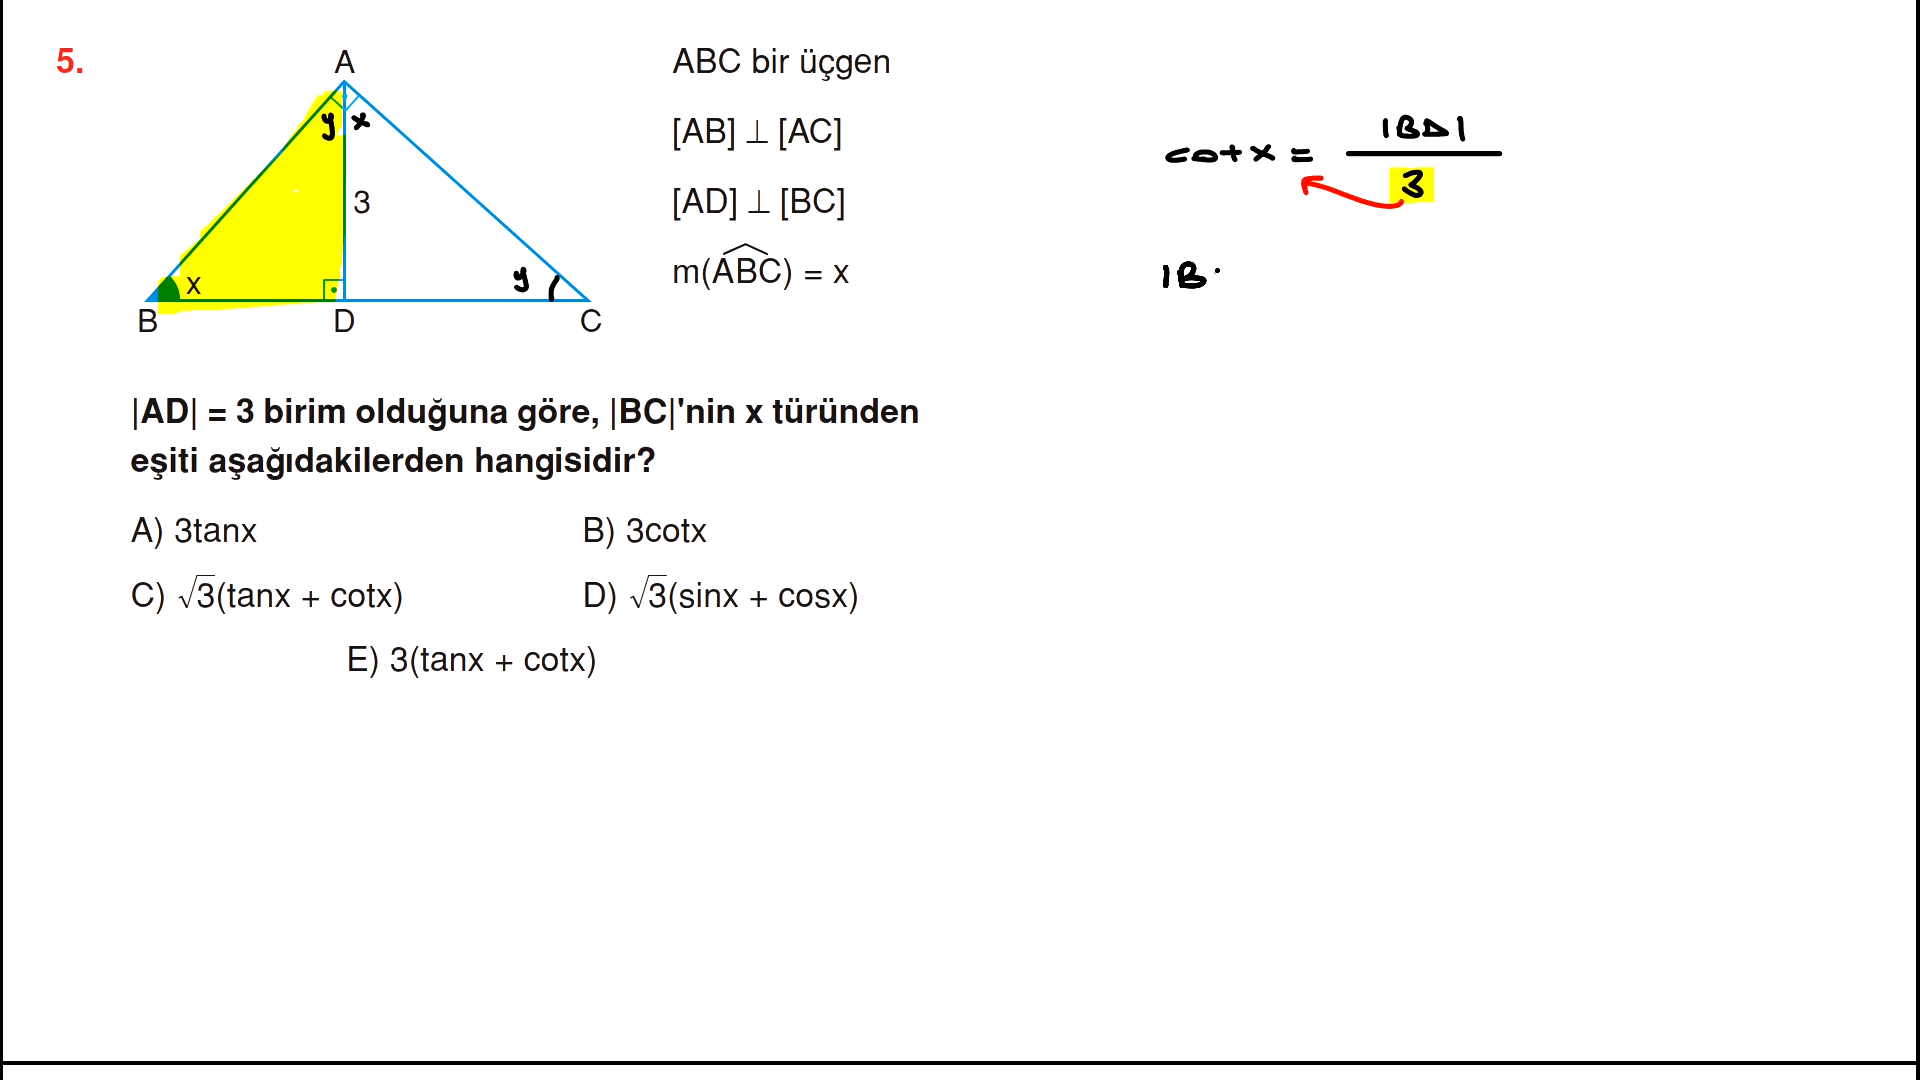 5.
A
y x
3
x
y
B D C
ABC bir üçgen
[AB] ⊥ [AC]
[AD] ⊥ [BC]
m(ABC) = x
cot x = |BD| / 3
|B
|AD| = 3 birim olduğuna göre, |BC|'nin x türünden
eşiti aşağıdakilerden hangisidir?
A) 3tanx B) 3cotx
C) √3(tanx + cotx) D) √3(sinx + cosx)
E) 3(tanx + cotx)